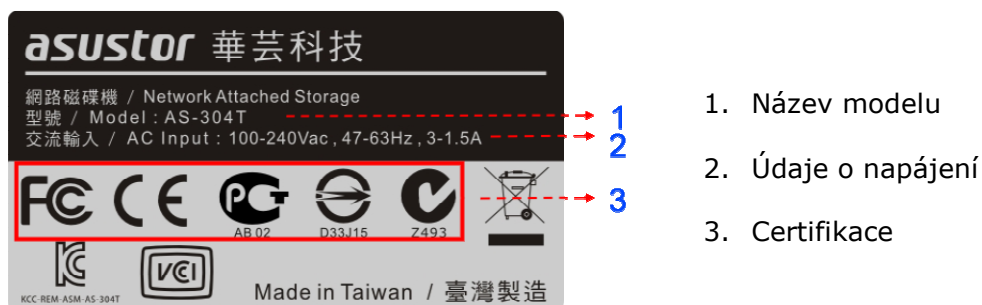 asustor 華芸科技
網路磁碟機 / Network Attached Storage
型號 / Model : AS-304T
交流輸入 / AC Input : 100-240Vac , 47-63Hz , 3-1.5A
1
2
FC CE PG
AB 02 D33J15 Z493
3
KC VCI
KCC-REM-ASM-AS-304T
Made in Taiwan / 臺灣製造
1. Název modelu
2. Údaje o napájení
3. Certifikace